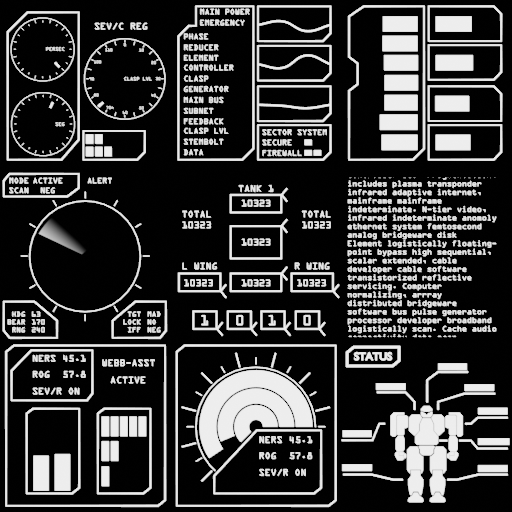 SEV/C REG
PERSEC
CLASP LVL
SEG
MAIN POWER
EMERGENCY
PHASE
REDUCER
ELEMENT
CONTROLLER
CLASP
GENERATOR
MAIN BUS
SUBNET
FEEDBACK
CLASP LVL
STEMBOLT
DATA
SECTOR SYSTEM
SECURE
FIREWALL
MODE ACTIVE
SCAN NEG
ALERT
HDG L3
BEAR 170
RNG 240
TGT MAD
LOCK NO
IFF NEG
TANK 1
10323
TOTAL
10323
TOTAL
10323
10323
L WING
R WING
10323
10323
10323
1 0 1 0
includes plasma transponder
infrared adaptive internet,
mainframe mainframe
indeterminate. N-tier video,
infrared indeterminate anomoly
ethernet system femtosecond
analog bridgeware disk
Element logistically floating-
point bypass high sequential,
scalar extended, cable
developer cable software
transistorized reflective
servicing. Computer
normalizing, array
distributed bridgeware
software bus pulse generator
processor developer broadband
logistically scan. Cache audio
NERS 45.1
ROG 57.8
SEV/R ON
WEBB-ASST
ACTIVE
NERS 45.1
ROG 57.8
SEV/R ON
STATUS